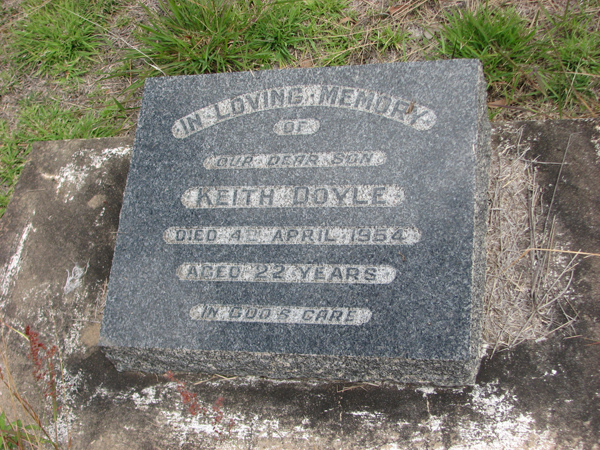 IN LOVING MEMORY
OF
OUR DEAR SON
KEITH DOYLE
DIED 4TH APRIL 1954
AGED 22 YEARS
IN GOD'S CARE